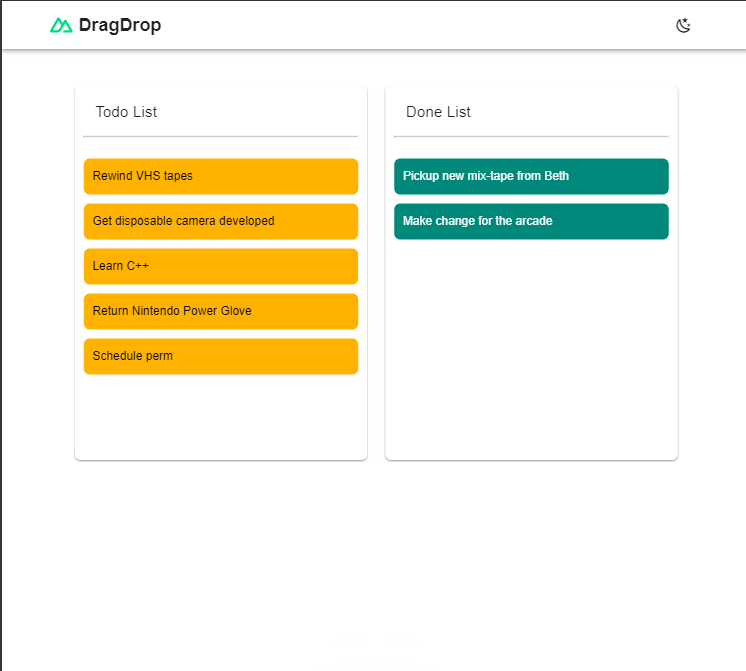 DragDrop
Todo List
Rewind VHS tapes
Get disposable camera developed
Learn C++
Return Nintendo Power Glove
Schedule perm
Done List
Pickup new mix-tape from Beth
Make change for the arcade